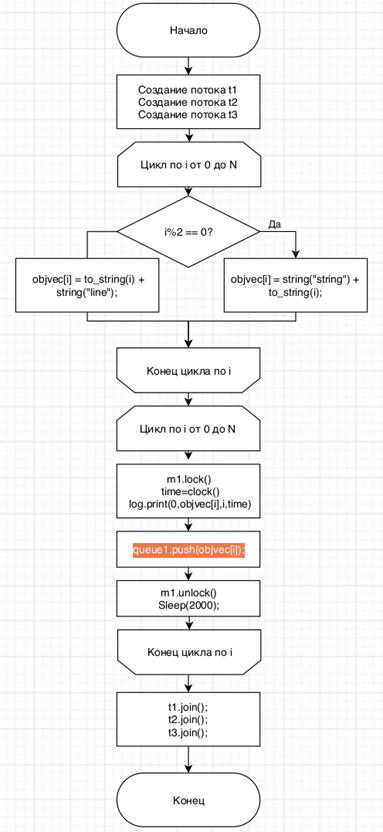 Начало
Создание потока t1
Создание потока t2
Создание потока t3
Цикл по i от 0 до N
i%2 == 0?
Да
objvec[i] = to_string(i) +
string("line");
objvec[i] = string("string") +
to_string(i);
Конец цикла по i
Цикл по i от 0 до N
m1.lock()
time=clock()
log.print(0,objvec[i],i,time)
queue1.push(objvec[i]);
m1.unlock()
Sleep(2000);
Конец цикла по i
t1.join();
t2.join();
t3.join();
Конец